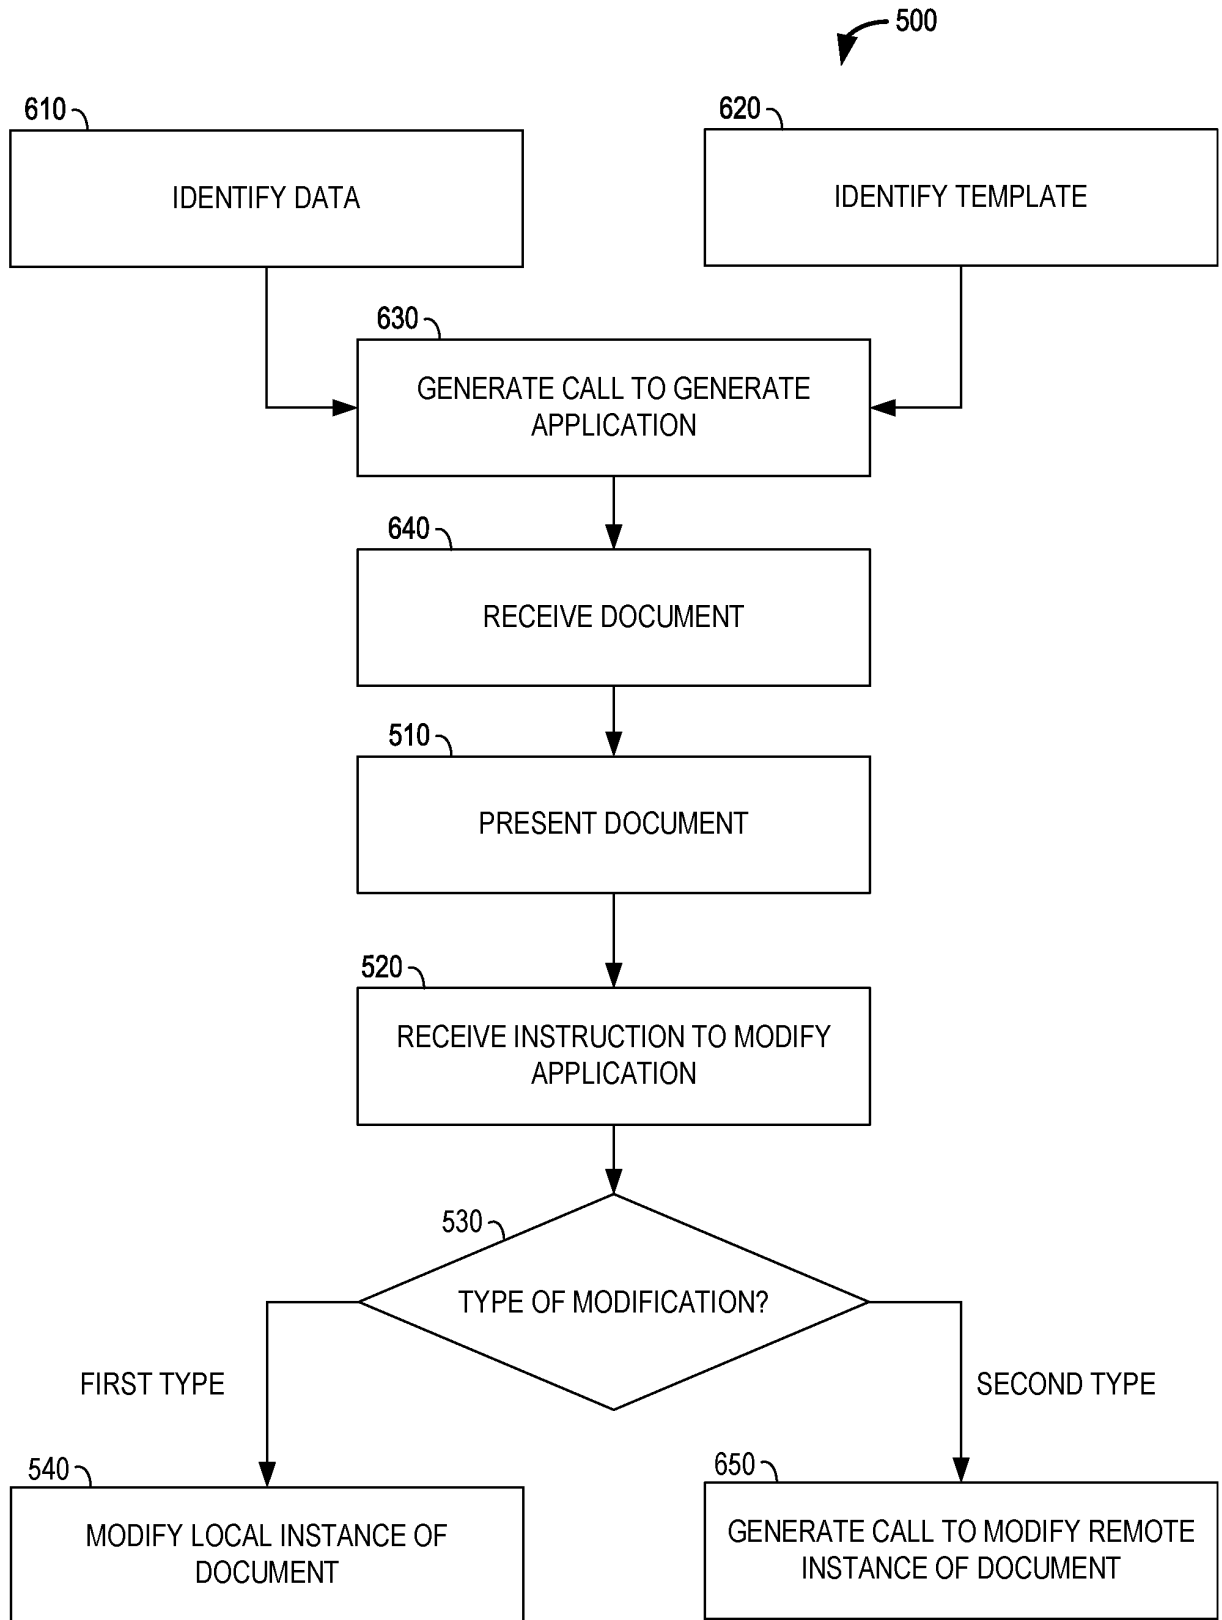 500
610
620
IDENTIFY DATA
IDENTIFY TEMPLATE
630
GENERATE CALL TO GENERATE
APPLICATION
640
RECEIVE DOCUMENT
510
PRESENT DOCUMENT
520
RECEIVE INSTRUCTION TO MODIFY
APPLICATION
530
TYPE OF MODIFICATION?
FIRST TYPE
SECOND TYPE
540
MODIFY LOCAL INSTANCE OF
DOCUMENT
650
GENERATE CALL TO MODIFY REMOTE
INSTANCE OF DOCUMENT